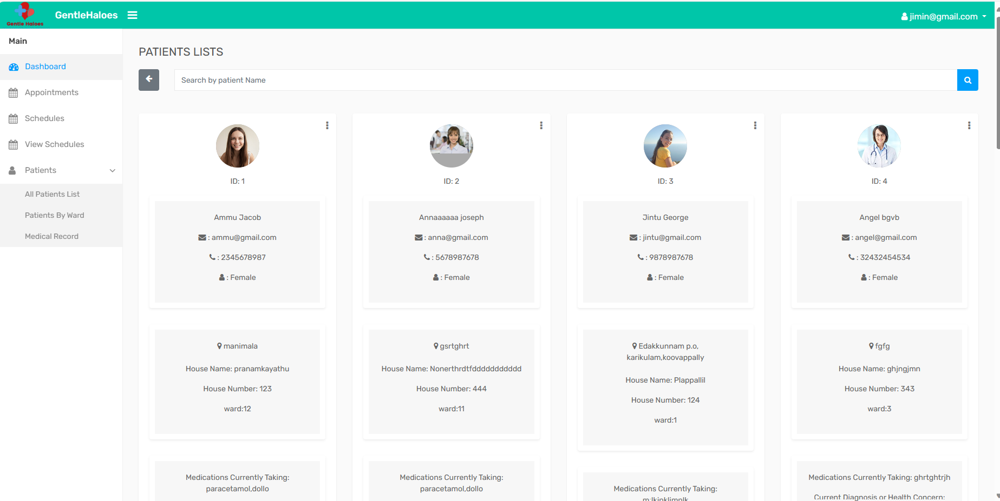 Gentle Haloes
GentleHaloes
jimin@gmail.com
Main
Dashboard
Appointments
Schedules
View Schedules
Patients
All Patients List
Patients By Ward
Medical Record
PATIENTS LISTS
Search by patient Name
ID: 1
Ammu Jacob
: ammu@gmail.com
: 2345678987
: Female
manimala
House Name: pranamkayathu
House Number: 123
ward:12
Medications Currently Taking:
paracetamol,dollo
ID: 2
Annaaaaaa joseph
: anna@gmail.com
: 5678987678
: Female
gsrtghrt
House Name: Nonerthrdtfddddddddddd
House Number: 444
ward:11
Medications Currently Taking:
paracetamol,dollo
ID: 3
Jintu George
: jintu@gmail.com
: 9878987678
: Female
Edakkunnam p.o,
karikulam,koovappally
House Name: Plappallil
House Number: 124
ward:1
Medications Currently Taking:
ID: 4
Angel bgvb
: angel@gmail.com
: 32432454534
: Female
fgfg
House Name: ghjngjmn
House Number: 343
ward:3
Medications Currently Taking: ghrtghtrjh
Current Diagnosis or Health Concern: